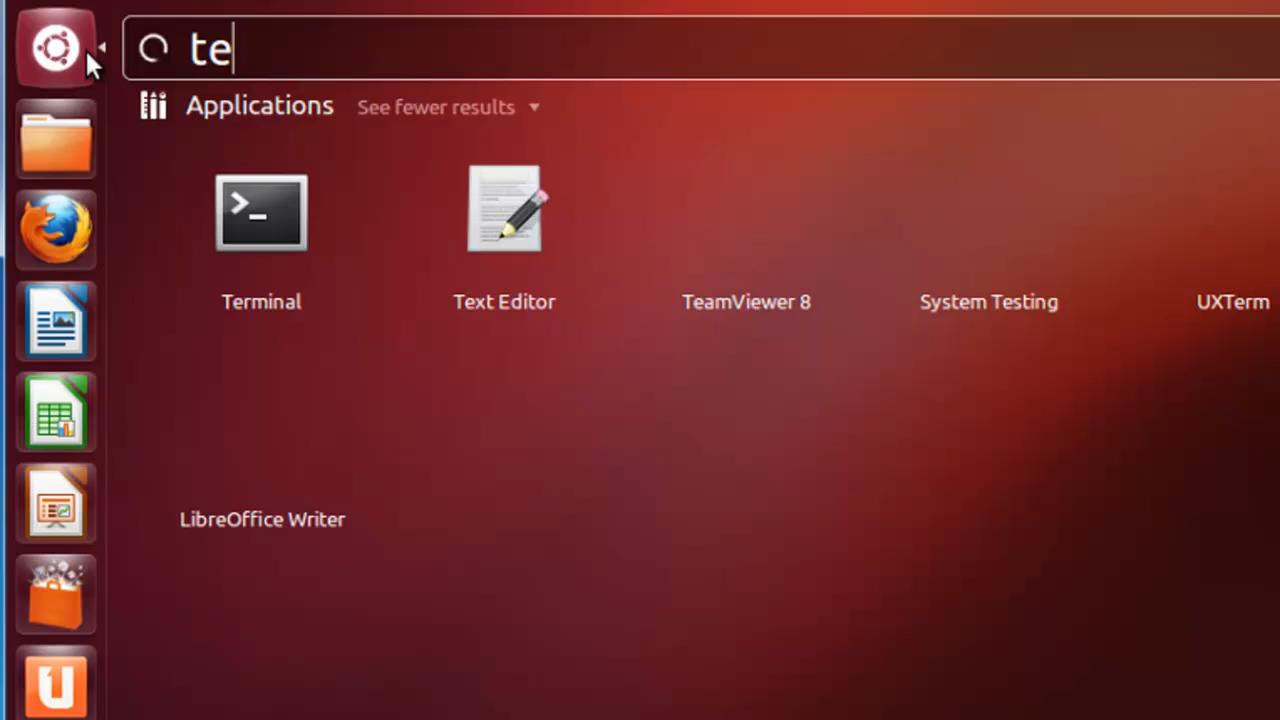 te
Applications See fewer results
Terminal Text Editor TeamViewer 8 System Testing UXTerm
LibreOffice Writer